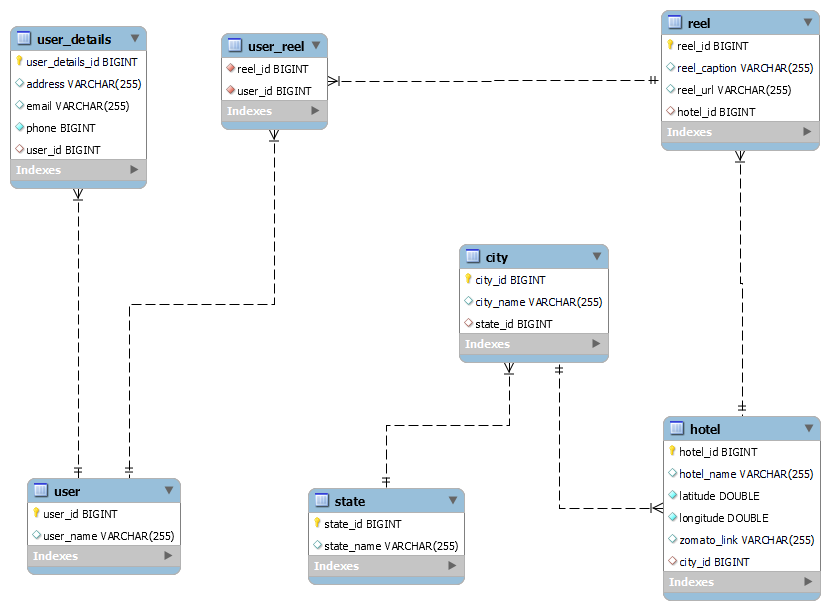 user_details
user_details_id BIGINT
address VARCHAR(255)
email VARCHAR(255)
phone BIGINT
user_id BIGINT
Indexes
user_reel
reel_id BIGINT
user_id BIGINT
Indexes
reel
reel_id BIGINT
reel_caption VARCHAR(255)
reel_url VARCHAR(255)
hotel_id BIGINT
Indexes
city
city_id BIGINT
city_name VARCHAR(255)
state_id BIGINT
Indexes
user
user_id BIGINT
user_name VARCHAR(255)
Indexes
state
state_id BIGINT
state_name VARCHAR(255)
Indexes
hotel
hotel_id BIGINT
hotel_name VARCHAR(255)
latitude DOUBLE
longitude DOUBLE
zomato_link VARCHAR(255)
city_id BIGINT
Indexes